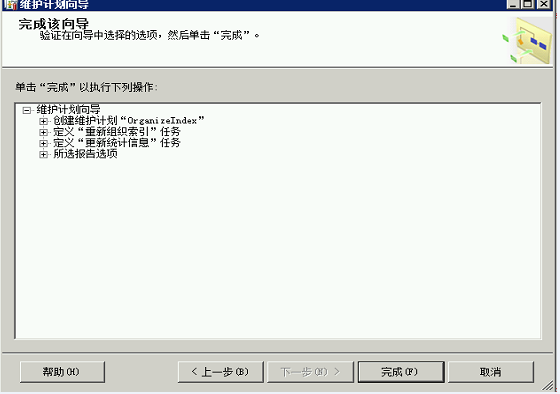 维护计划向导
完成该向导
验证在向导中选择的选项，然后单击“完成”。
单击“完成”以执行下列操作:
维护计划向导
创建维护计划“OrganizeIndex”
定义“重新组织索引”任务
定义“更新统计信息”任务
所选报告选项
帮助(H)
< 上一步(B)
下一步(N) >
完成(F)
取消